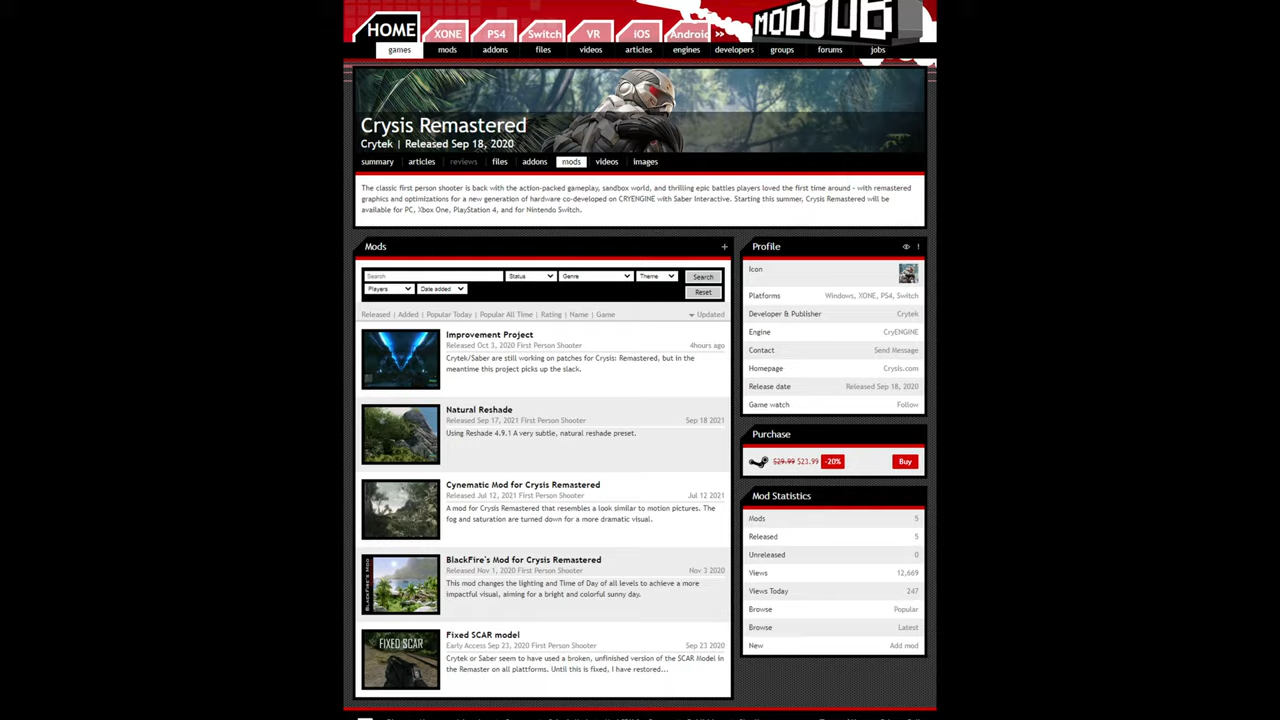 MODDB
HOME XONE PS4 Switch VR iOS Android »
games mods addons files videos articles engines developers groups forums jobs
Crysis Remastered
Crytek | Released Sep 18, 2020
summary articles reviews files addons mods videos images
The classic first person shooter is back with the action-packed gameplay, sandbox world, and thrilling epic battles players loved the first time around - with remastered
graphics and optimizations for a new generation of hardware co-developed on CRYENGINE with Saber Interactive. Starting this summer, Crysis Remastered will be
available for PC, Xbox One, PlayStation 4, and for Nintendo Switch.
Mods +
Search Status Genre Theme Search
Players Date added Reset
Released | Added | Popular Today | Popular All Time | Rating | Name | Game Updated
Improvement Project
Released Oct 3, 2020 First Person Shooter 4hours ago
Crytek/Saber are still working on patches for Crysis: Remastered, but in the
meantime this project picks up the slack.
Natural Reshade
Released Sep 17, 2021 First Person Shooter Sep 18 2021
Using Reshade 4.9.1 A very subtle, natural reshade preset.
Cynematic Mod for Crysis Remastered
Released Jul 12, 2021 First Person Shooter Jul 12 2021
A mod for Crysis Remastered that resembles a look similar to motion pictures. The
fog and saturation are turned down for a more dramatic visual.
BLACKFIRE'S MOD
BlackFire's Mod for Crysis Remastered
Released Nov 1, 2020 First Person Shooter Nov 3 2020
This mod changes the lighting and Time of Day of all levels to achieve a more
impactful visual, aiming for a bright and colorful sunny day.
FIXED SCAR
Fixed SCAR model
Early Access Sep 23, 2020 First Person Shooter Sep 23 2020
Crytek or Saber seem to have used a broken, unfinished version of the SCAR Model in
the Remaster on all plattforms. Until this is fixed, I have restored...
Profile !
Icon
Platforms Windows, XONE, PS4, Switch
Developer & Publisher Crytek
Engine CryENGINE
Contact Send Message
Homepage Crysis.com
Release date Released Sep 18, 2020
Game watch Follow
Purchase
$29.99 $23.99 -20% Buy
Mod Statistics
Mods 5
Released 5
Unreleased 0
Views 12,669
Views Today 247
Browse Popular
Browse Latest
New Add mod